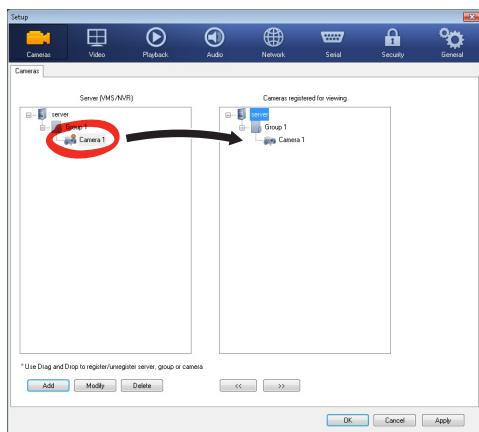 Setup
Cameras Video Playback Audio Network Serial Security General
Cameras
Server (VMS/NVR) Cameras registered for viewing
server server
Group 1 Group 1
Camera 1 Camera 1
* Use Drag and Drop to register/unregister server, group or camera
Add Modify Delete << >>
OK Cancel Apply